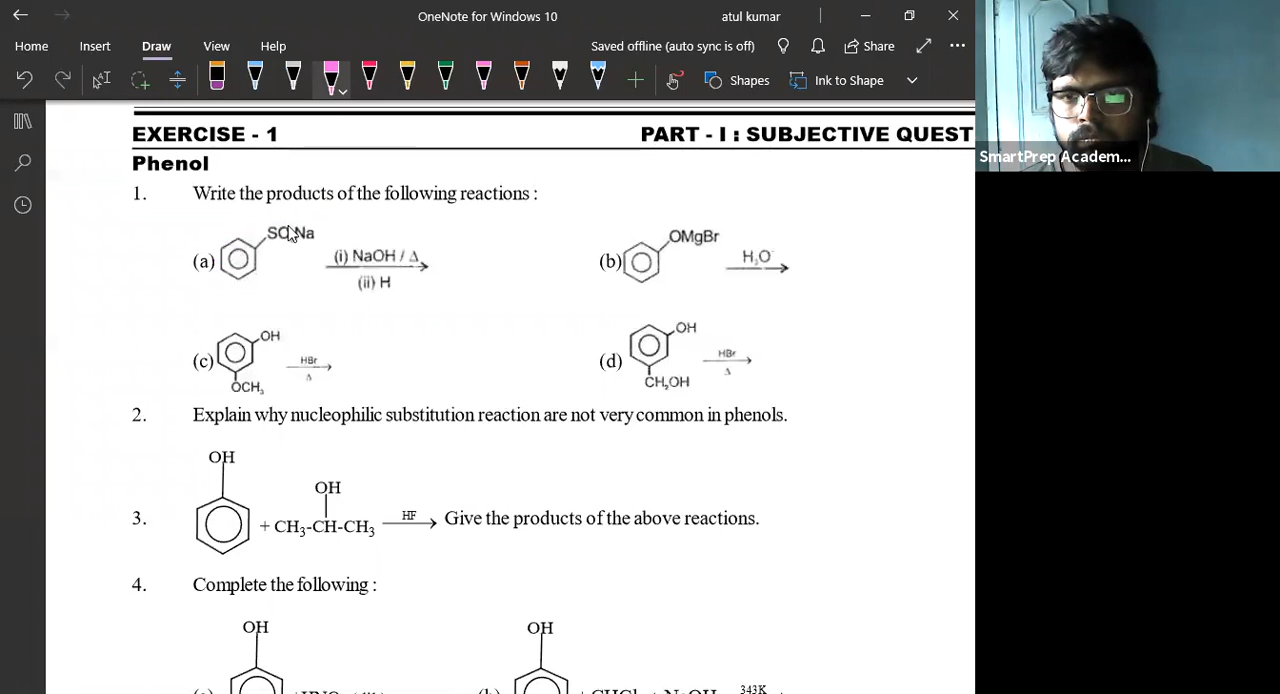 OneNote for Windows 10
atul kumar
Home Insert Draw View Help
Saved offline (auto sync is off)
Share
Shapes
Ink to Shape
SmartPrep Academ...
EXERCISE - 1 PART - I : SUBJECTIVE QUEST
Phenol
1. Write the products of the following reactions :
(a) (i) NaOH / Δ
(ii) H
(b) OMgBr H₃O
(c) OH HBr
Δ
OCH₃
(d) OH HBr
Δ
CH₂OH
2. Explain why nucleophilic substitution reaction are not very common in phenols.
OH
OH
3. + CH₃-CH-CH₃ HF Give the products of the above reactions.
4. Complete the following :
OH OH
343K